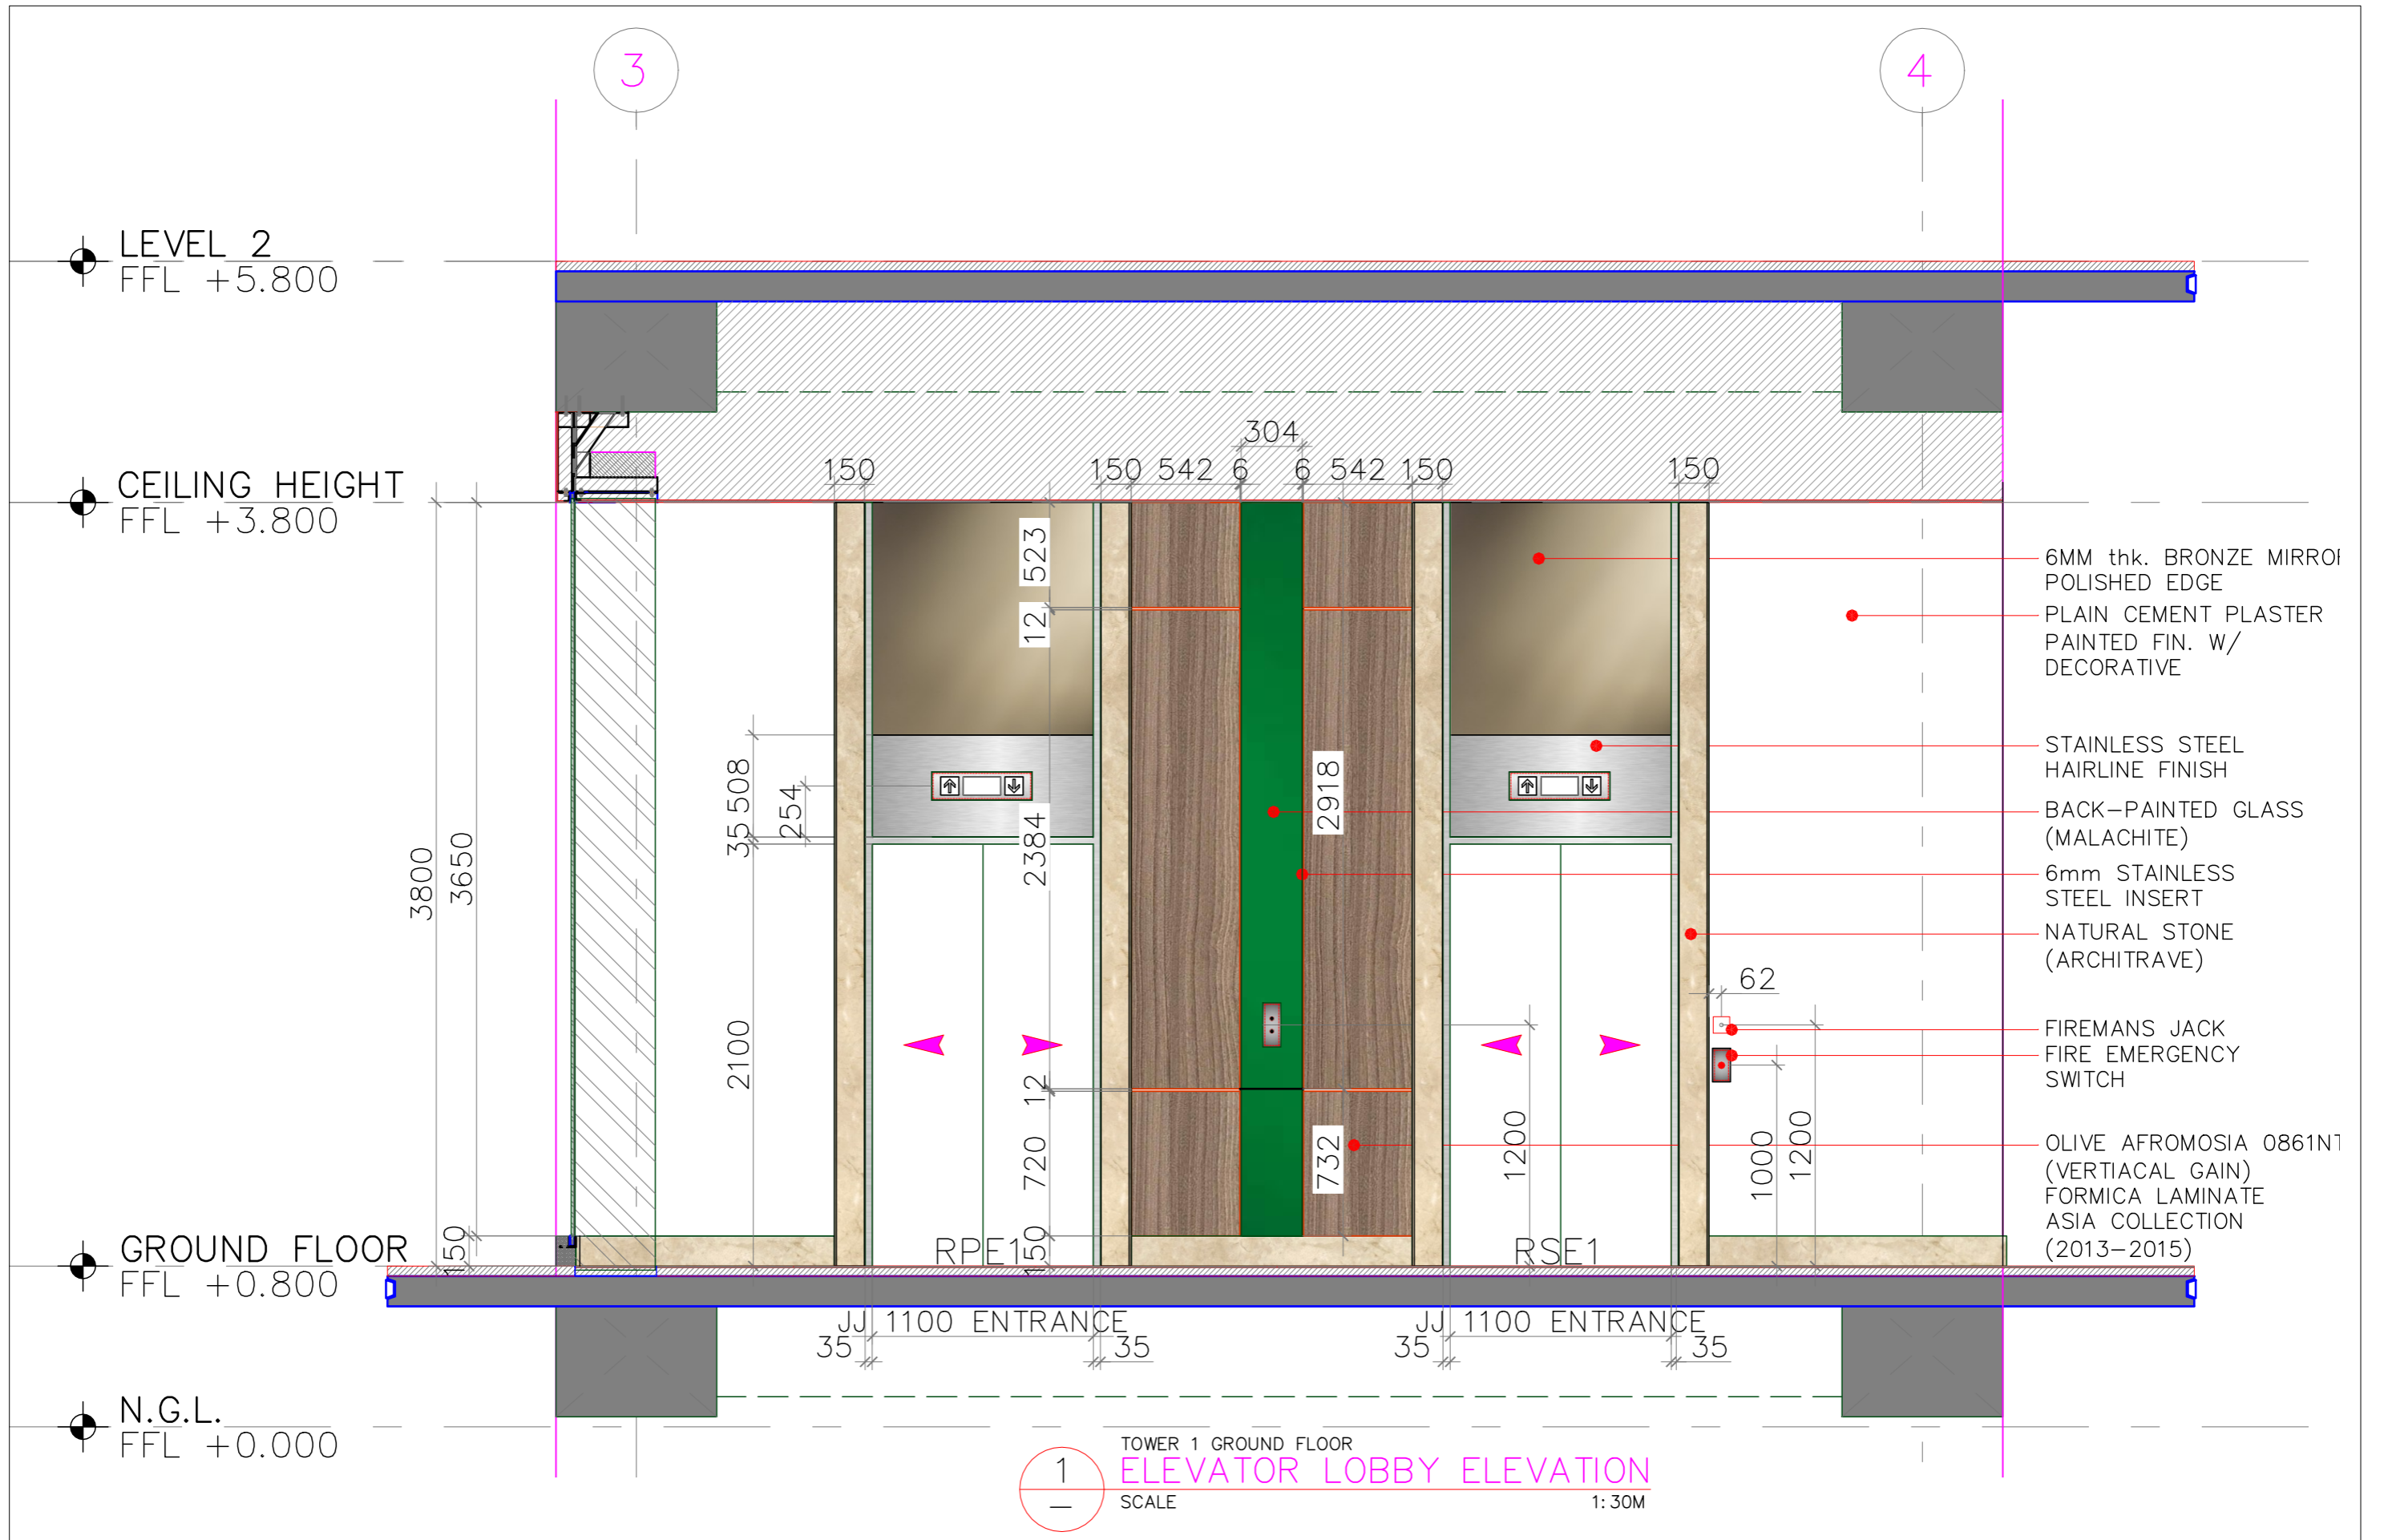 3
4
LEVEL 2
FFL +5.800
CEILING HEIGHT
FFL +3.800
304
150
150
542
6
6
542
150
150
523
12
6MM thk. BRONZE MIRROR
POLISHED EDGE
PLAIN CEMENT PLASTER
PAINTED FIN. W/
DECORATIVE
STAINLESS STEEL
HAIRLINE FINISH
BACK-PAINTED GLASS
(MALACHITE)
6mm STAINLESS
STEEL INSERT
NATURAL STONE
(ARCHITRAVE)
62
FIREMANS JACK
FIRE EMERGENCY
SWITCH
OLIVE AFROMOSIA 0861NT
(VERTIACAL GAIN)
FORMICA LAMINATE
ASIA COLLECTION
(2013-2015)
508
35
254
2918
2384
3800
3650
2100
12
720
732
1200
1000
1200
150
150
RPE1
RSE1
GROUND FLOOR
FFL +0.800
JJ 1100 ENTRANCE
35
35
JJ 1100 ENTRANCE
35
35
N.G.L.
FFL +0.000
TOWER 1 GROUND FLOOR
1
ELEVATOR LOBBY ELEVATION
SCALE 1:30M